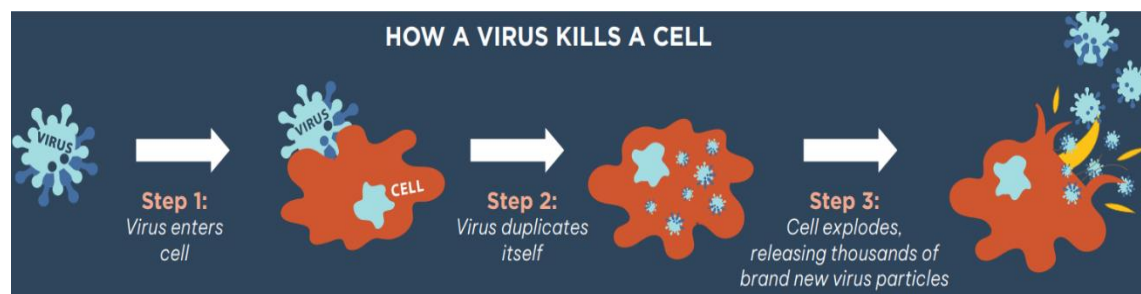 HOW A VIRUS KILLS A CELL
VIRUS
VIRUS
CELL
Step 1:
Virus enters
cell
Step 2:
Virus duplicates
itself
Step 3:
Cell explodes,
releasing thousands of
brand new virus particles